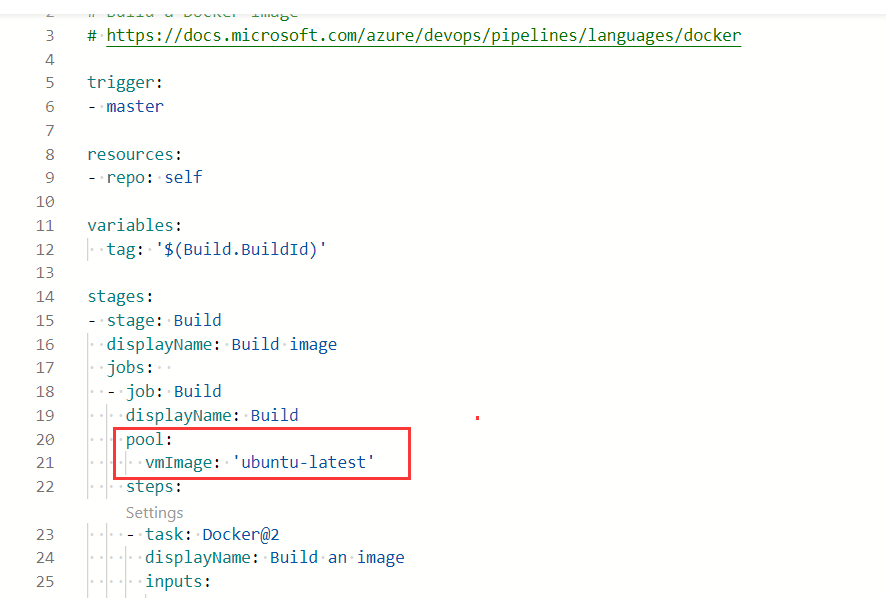 2 # Build a Docker image
3 # https://docs.microsoft.com/azure/devops/pipelines/languages/docker
4
5 trigger:
6 - master
7
8 resources:
9 - repo: self
10
11 variables:
12   tag: '$(Build.BuildId)'
13
14 stages:
15 - stage: Build
16   displayName: Build image
17   jobs:
18   - job: Build
19     displayName: Build
20     pool:
21       vmImage: 'ubuntu-latest'
22     steps:
Settings
23     - task: Docker@2
24       displayName: Build an image
25       inputs: